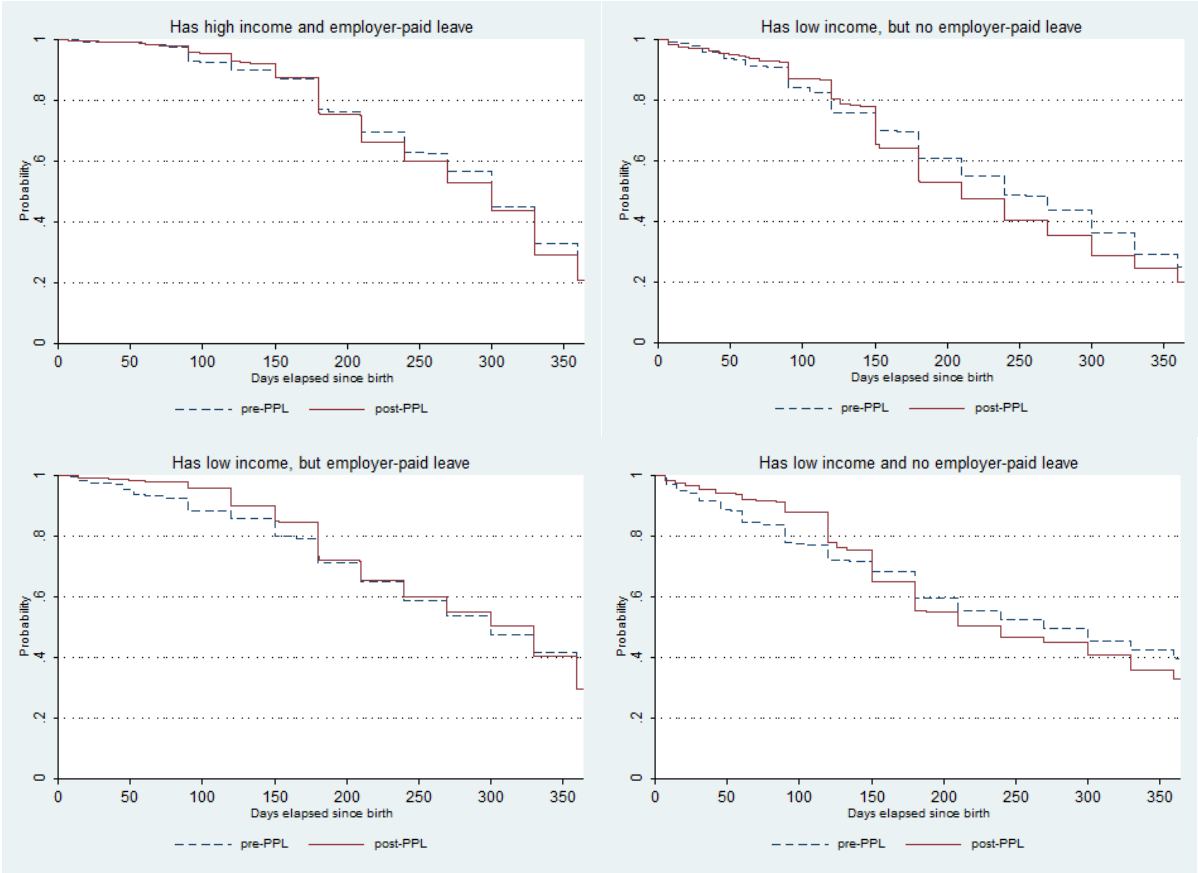 Has high income and employer-paid leave
Probability
0 .2 .4 .6 .8 1
0 50 100 150 200 250 300 350
Days elapsed since birth
pre-PPL post-PPL
Has low income, but no employer-paid leave
Probability
0 .2 .4 .6 .8 1
0 50 100 150 200 250 300 350
Days elapsed since birth
pre-PPL post-PPL
Has low income, but employer-paid leave
Probability
0 .2 .4 .6 .8 1
0 50 100 150 200 250 300 350
Days elapsed since birth
pre-PPL post-PPL
Has low income and no employer-paid leave
Probability
0 .2 .4 .6 .8 1
0 50 100 150 200 250 300 350
Days elapsed since birth
pre-PPL post-PPL